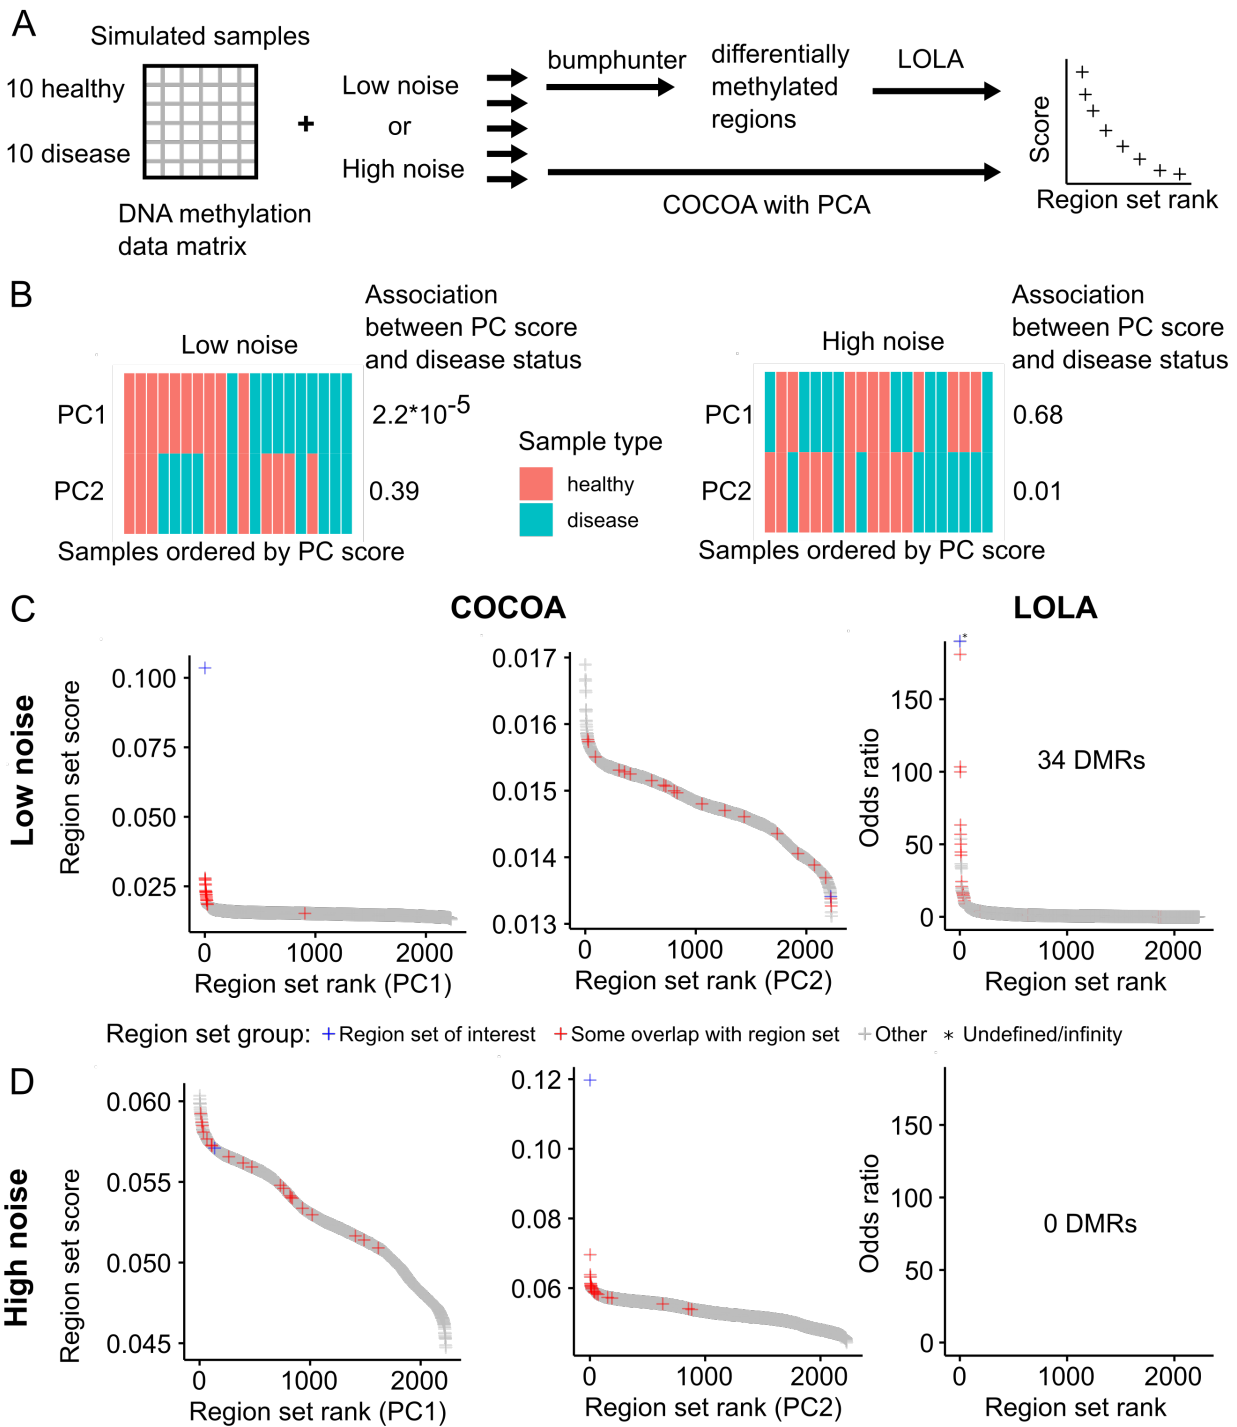 A
Simulated samples
10 healthy
10 disease
DNA methylation
data matrix
+
Low noise
or
High noise
bumphunter
differentially
methylated
regions
LOLA
COCOA with PCA
Score
Region set rank
B
Low noise
Association
between PC score
and disease status
PC1
2.2*10-5
PC2
0.39
Samples ordered by PC score
Sample type
healthy
disease
High noise
Association
between PC score
and disease status
PC1
0.68
PC2
0.01
Samples ordered by PC score
C
COCOA
LOLA
Low noise
Region set score
0.100
0.075
0.050
0.025
0
1000
2000
Region set rank (PC1)
0.017
0.016
0.015
0.014
0.013
0
1000
2000
Region set rank (PC2)
Odds ratio
150
100
50
0
*
34 DMRs
0
1000
2000
Region set rank
Region set group: + Region set of interest + Some overlap with region set + Other * Undefined/infinity
D
High noise
Region set score
0.060
0.055
0.050
0.045
0
1000
2000
Region set rank (PC1)
0.12
0.10
0.08
0.06
0
1000
2000
Region set rank (PC2)
Odds ratio
150
100
50
0
0 DMRs
0
1000
2000
Region set rank